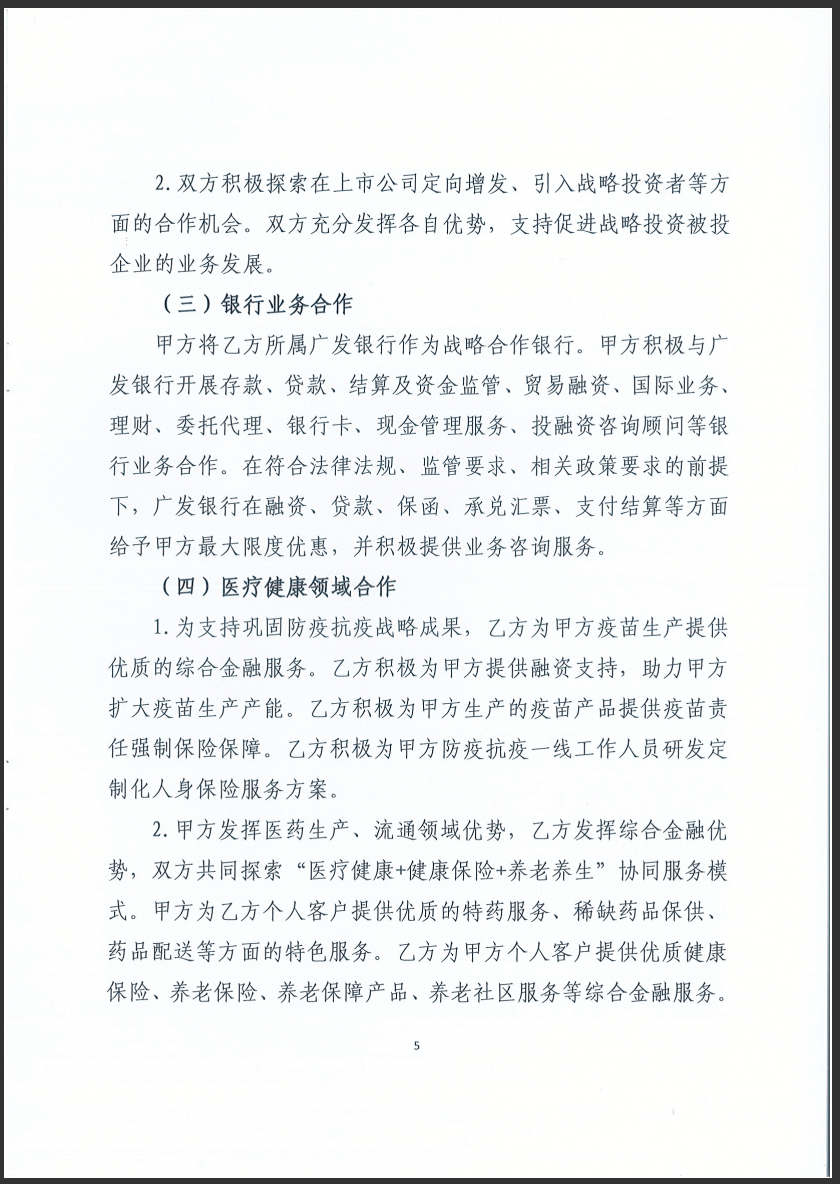 2.双方积极探索在上市公司定向增发、引入战略投资者等方
面的合作机会。双方充分发挥各自优势，支持促进战略投资被投
企业的业务发展。
（三）银行业务合作
甲方将乙方所属广发银行作为战略合作银行。甲方积极与广
发银行开展存款、贷款、结算及资金监管、贸易融资、国际业务、
理财、委托代理、银行卡、现金管理服务、投融资咨询顾问等银
行业务合作。在符合法律法规、监管要求、相关政策要求的前提
下，广发银行在融资、贷款、保函、承兑汇票、支付结算等方面
给予甲方最大限度优惠，并积极提供业务咨询服务。
（四）医疗健康领域合作
1.为支持巩固防疫抗疫战略成果，乙方为甲方疫苗生产提供
优质的综合金融服务。乙方积极为甲方提供融资支持，助力甲方
扩大疫苗生产产能。乙方积极为甲方生产的疫苗产品提供疫苗责
任强制保险保障。乙方积极为甲方防疫抗疫一线工作人员研发定
制化人身保险服务方案。
2.甲方发挥医药生产、流通领域优势，乙方发挥综合金融优
势，双方共同探索“医疗健康+健康保险+养老养生”协同服务模
式。甲方为乙方个人客户提供优质的特药服务、稀缺药品保供、
药品配送等方面的特色服务。乙方为甲方个人客户提供优质健康
保险、养老保险、养老保障产品、养老社区服务等综合金融服务。
5